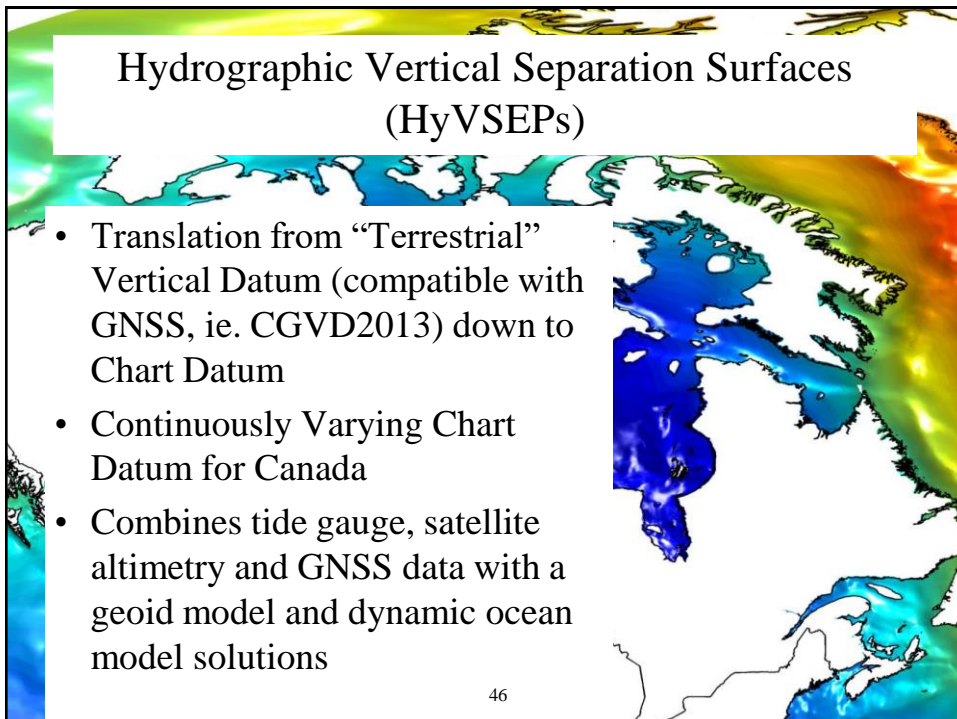 Hydrographic Vertical Separation Surfaces
(HyVSEPs)
• Translation from “Terrestrial”
Vertical Datum (compatible with
GNSS, ie. CGVD2013) down to
Chart Datum
• Continuously Varying Chart
Datum for Canada
• Combines tide gauge, satellite
altimetry and GNSS data with a
geoid model and dynamic ocean
model solutions
46